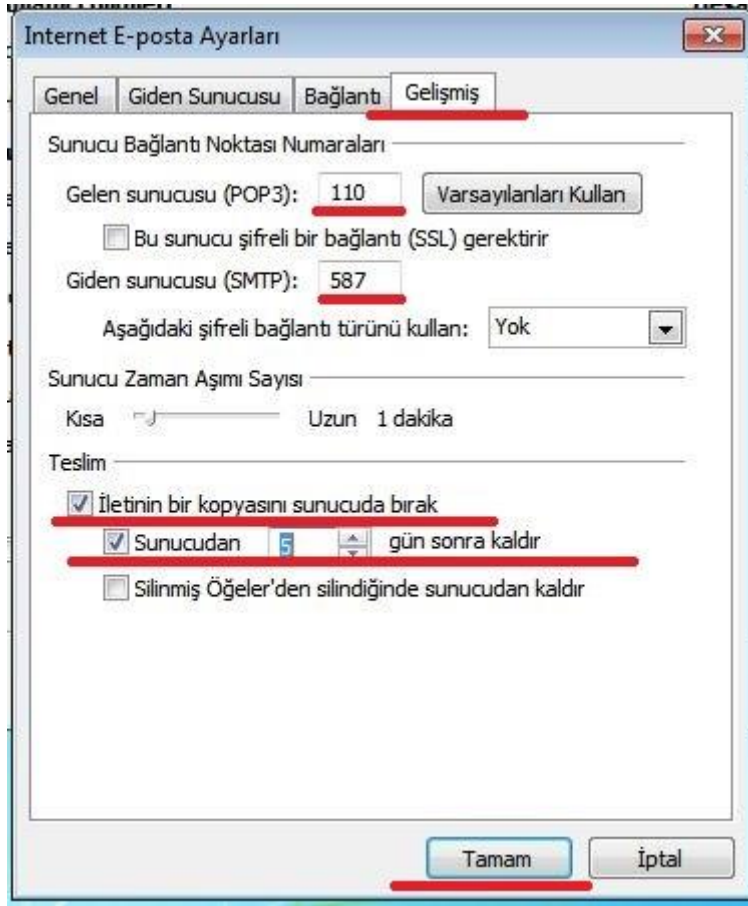 Internet E-posta Ayarları
Genel Giden Sunucusu Bağlantı Gelişmiş
Sunucu Bağlantı Noktası Numaraları
Gelen sunucusu (POP3): 110 Varsayılanları Kullan
Bu sunucu şifreli bir bağlantı (SSL) gerektirir
Giden sunucusu (SMTP): 587
Aşağıdaki şifreli bağlantı türünü kullan: Yok
Sunucu Zaman Aşımı Sayısı
Kısa Uzun 1 dakika
Teslim
İletinin bir kopyasını sunucuda bırak
Sunucudan 5 gün sonra kaldır
Silinmiş Öğeler'den silindiğinde sunucudan kaldır
Tamam İptal